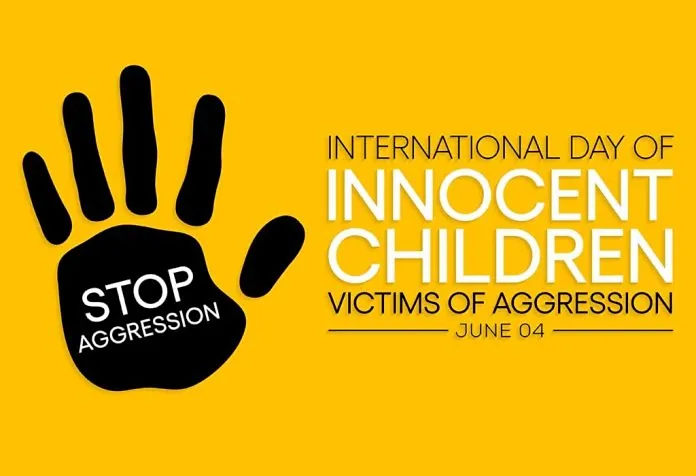 STOP
AGGRESSION
INTERNATIONAL DAY OF
INNOCENT
CHILDREN
VICTIMS OF AGGRESSION
JUNE 04